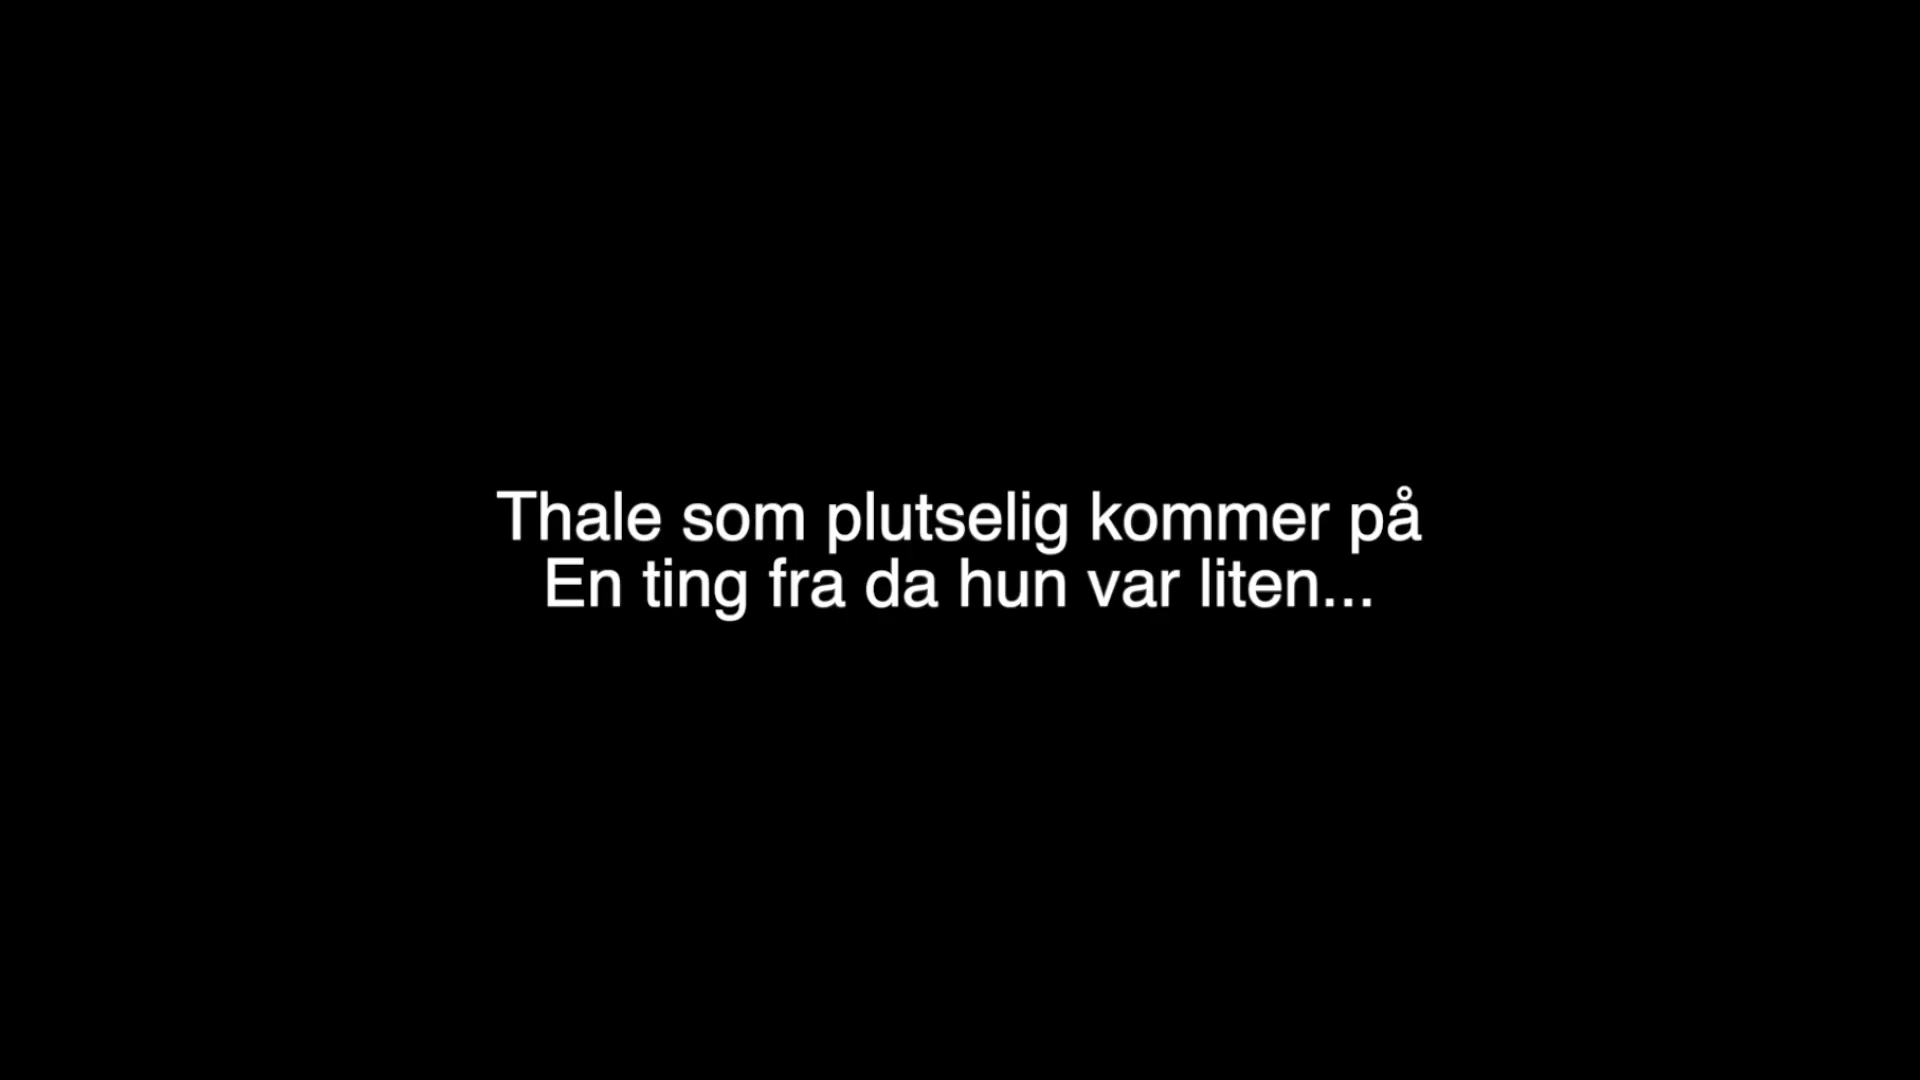 Thale som plutselig kommer på
En ting fra da hun var liten...